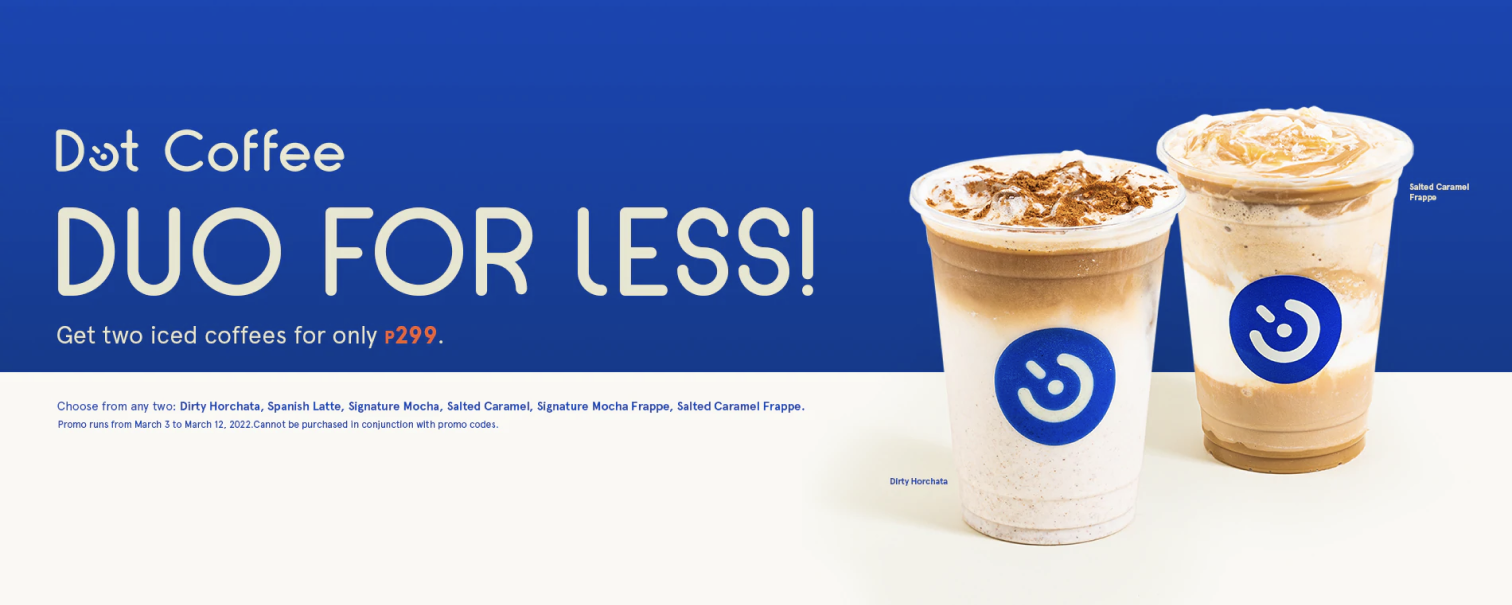 Dot Coffee
DUO FOR LESS!
Get two iced coffees for only P299.
Choose from any two: Dirty Horchata, Spanish Latte, Signature Mocha, Salted Caramel, Signature Mocha Frappe, Salted Caramel Frappe.
Promo runs from March 3 to March 12, 2022.Cannot be purchased in conjunction with promo codes.
Salted Caramel
Frappe
Dirty Horchata